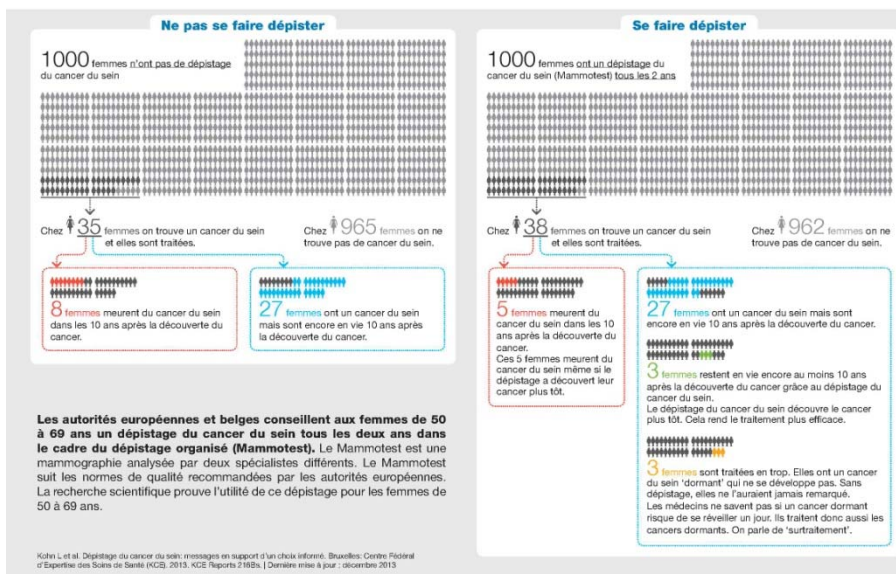 Ne pas se faire dépister
1000 femmes n'ont pas de dépistage
du cancer du sein
Chez 35 femmes on trouve un cancer du sein
et elles sont traitées.
Chez 965 femmes on ne
trouve pas de cancer du sein.
8 femmes meurent du cancer du sein
dans les 10 ans après la découverte du
cancer.
27 femmes ont un cancer du sein
mais sont encore en vie 10 ans après
la découverte du cancer.
Les autorités européennes et belges conseillent aux femmes de 50
à 69 ans un dépistage du cancer du sein tous les deux ans dans
le cadre du dépistage organisé (Mammotest). Le Mammotest est une
mammographie analysée par deux spécialistes différents. Le Mammotest
suit les normes de qualité recommandées par les autorités européennes.
La recherche scientifique prouve l'utilité de ce dépistage pour les femmes de
50 à 69 ans.
Kohn L et al. Dépistage du cancer du sein: messages en support d'un choix informé. Bruxelles: Centre Fédéral
d'Expertise des Soins de Santé (KCE). 2013. KCE Reports 216Bs. | Dernière mise à jour : décembre 2013
Se faire dépister
1000 femmes ont un dépistage du
cancer du sein (Mammotest) tous les 2 ans
Chez 38 femmes on trouve un cancer du sein
et elles sont traitées.
Chez 962 femmes on ne
trouve pas de cancer du sein.
5 femmes meurent du
cancer du sein dans les 10
ans après la découverte du
cancer.
Ces 5 femmes meurent du
cancer du sein même si le
dépistage a découvert leur
cancer plus tôt.
27 femmes ont un cancer du sein mais sont
encore en vie 10 ans après la découverte du cancer.
3 femmes restent en vie encore au moins 10 ans
après la découverte du cancer grâce au dépistage du
cancer du sein.
Le dépistage du cancer du sein découvre le cancer
plus tôt. Cela rend le traitement plus efficace.
3 femmes sont traitées en trop. Elles ont un cancer
du sein 'dormant' qui ne se développe pas. Sans
dépistage, elles ne l'auraient jamais remarqué.
Les médecins ne savent pas si un cancer dormant
risque de se réveiller un jour. Ils traitent donc aussi les
cancers dormants. On parle de 'surtraitement'.